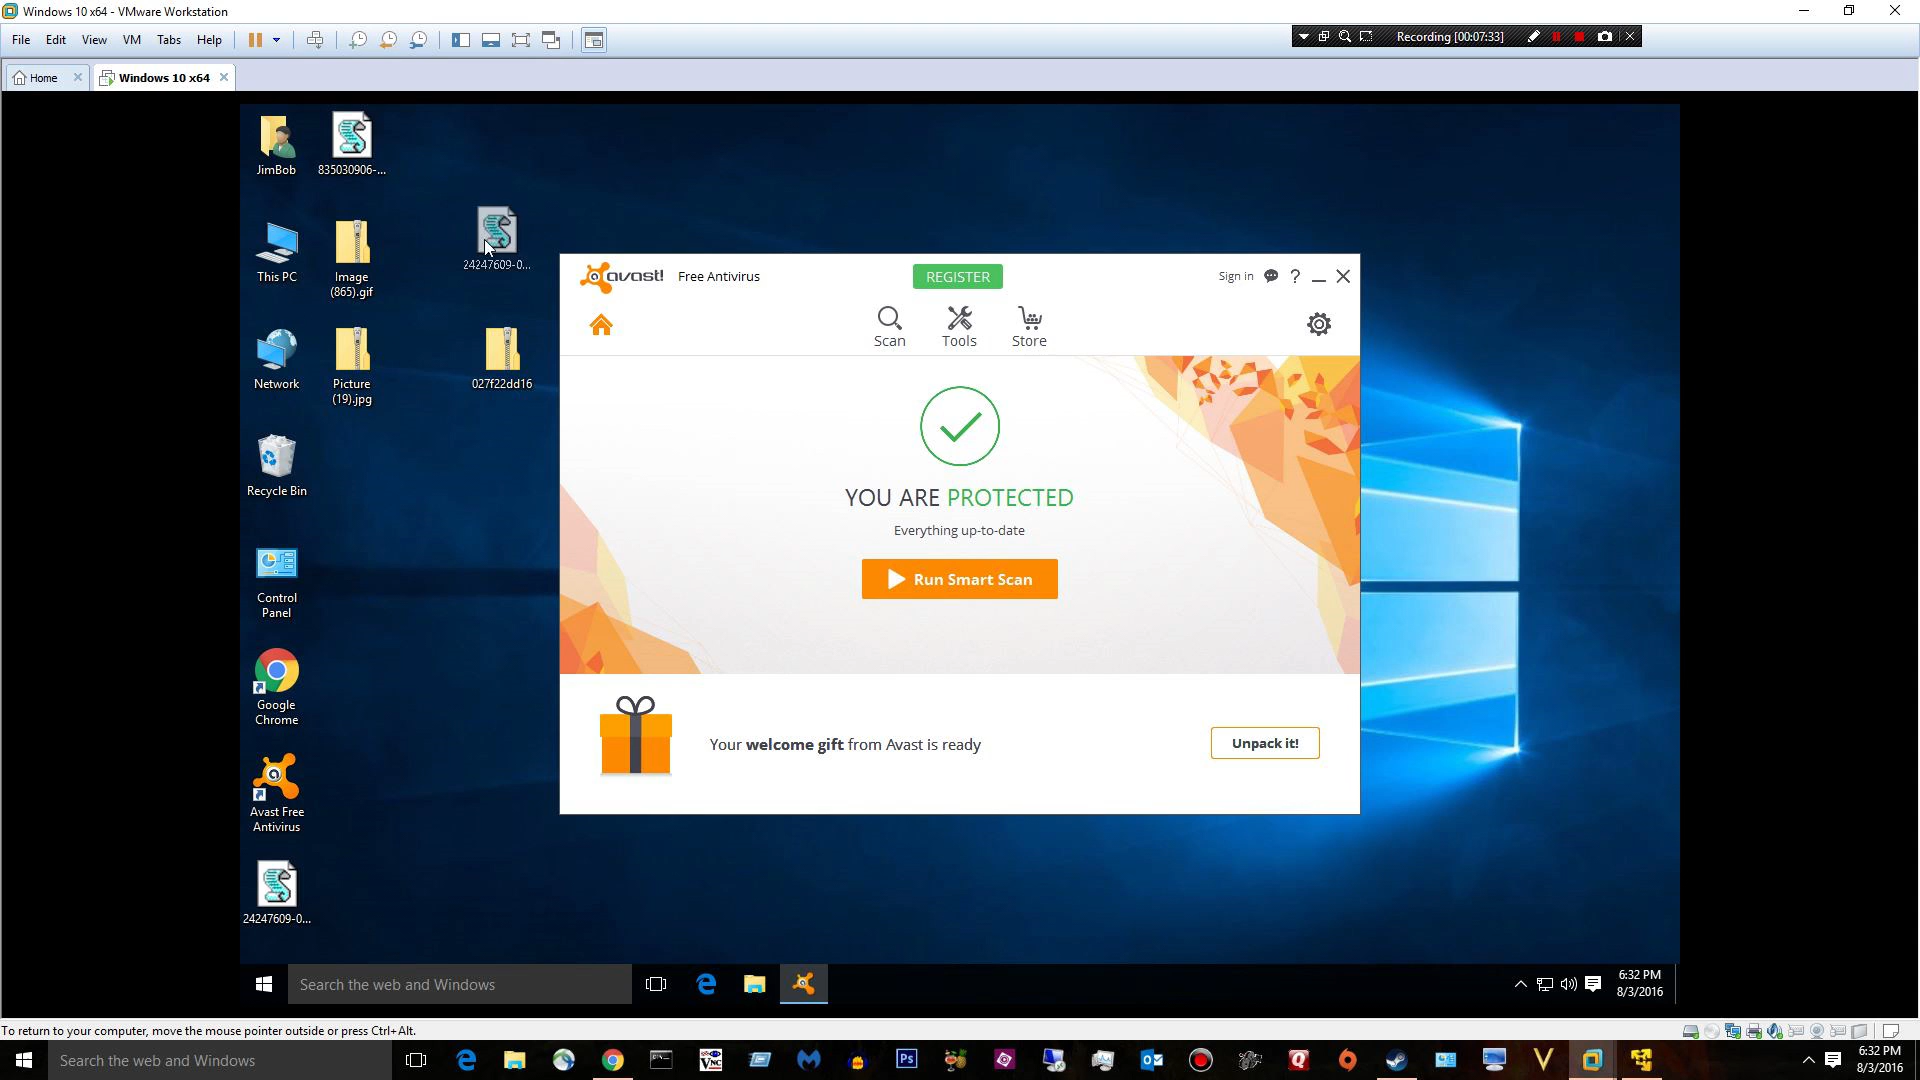 Windows 10 x64 - VMware Workstation
File Edit View VM Tabs Help
Recording [00:07:33]
Home
Windows 10 x64
JimBob
835030906-...
This PC
Image
(865).gif
24247609-0...
Network
Picture
(19).jpg
027f22dd16
Recycle Bin
Control
Panel
Google
Chrome
Avast Free
Antivirus
24247609-0...
avast! Free Antivirus
REGISTER
Sign in
?
Scan
Tools
Store
YOU ARE PROTECTED
Everything up-to-date
Run Smart Scan
Your welcome gift from Avast is ready
Unpack it!
Search the web and Windows
6:32 PM
8/3/2016
To return to your computer, move the mouse pointer outside or press Ctrl+Alt.
Search the web and Windows
Ps
6:32 PM
8/3/2016